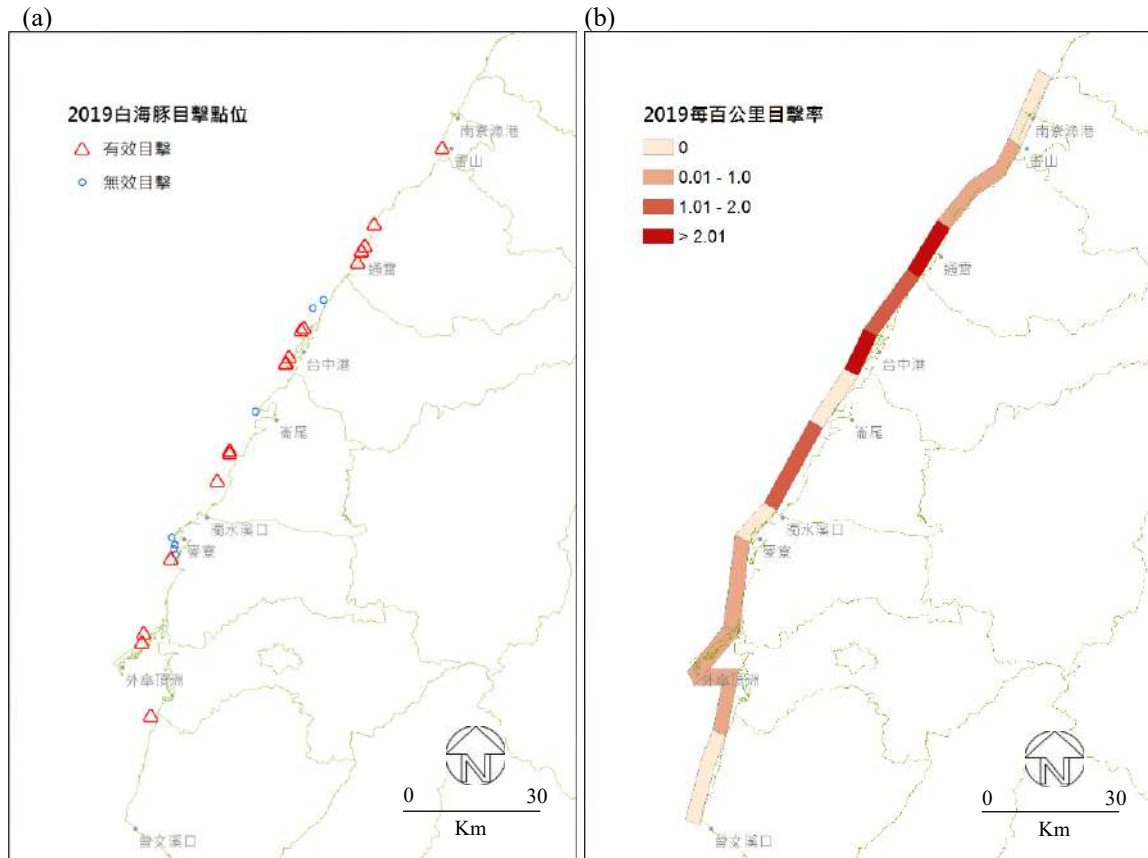 (a)
2019白海豚目擊點位
有效目擊
無效目擊
南寮漁港
香山
通霄
台中港
崙尾
濁水溪口
麥寮
外傘頂洲
曾文溪口
N
0 30
Km
(b)
2019每百公里目擊率
0
0.01 - 1.0
1.01 - 2.0
> 2.01
南寮漁港
香山
通霄
台中港
崙尾
濁水溪口
麥寮
外傘頂洲
曾文溪口
N
0 30
Km